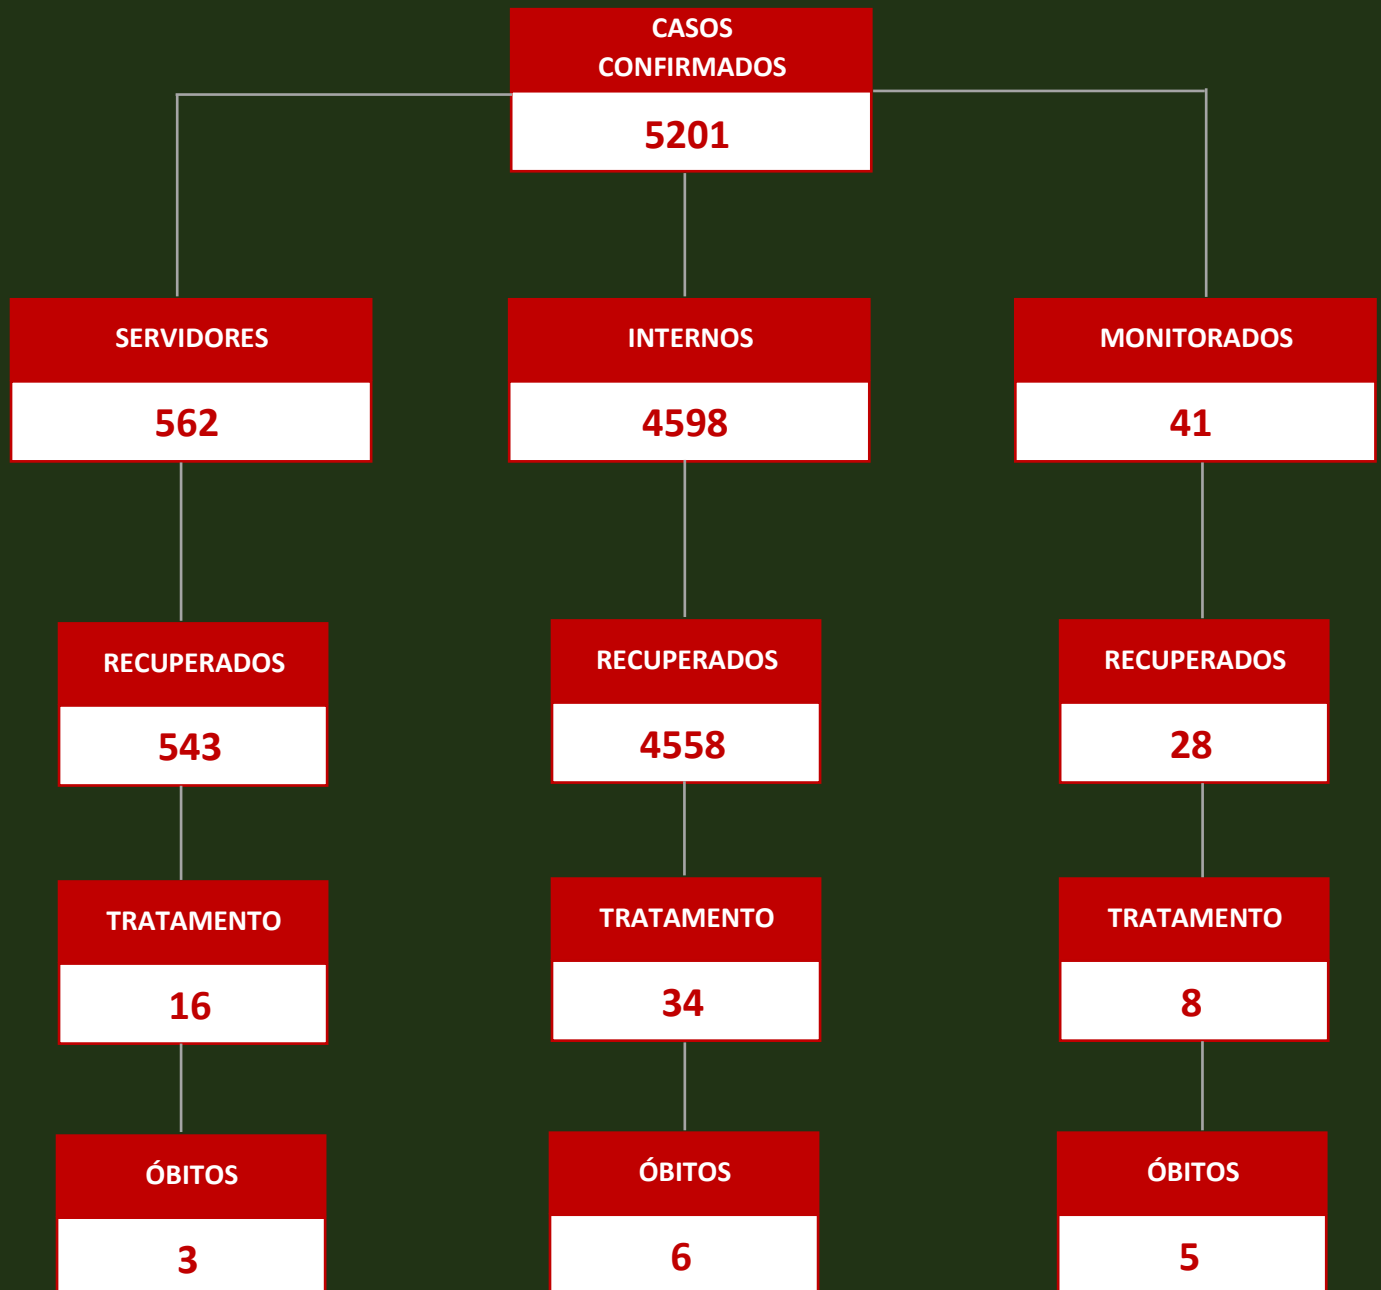 CASOS
CONFIRMADOS
5201
SERVIDORES
562
INTERNOS
4598
MONITORADOS
41
RECUPERADOS
543
RECUPERADOS
4558
RECUPERADOS
28
TRATAMENTO
16
TRATAMENTO
34
TRATAMENTO
8
ÓBITOS
3
ÓBITOS
6
ÓBITOS
5